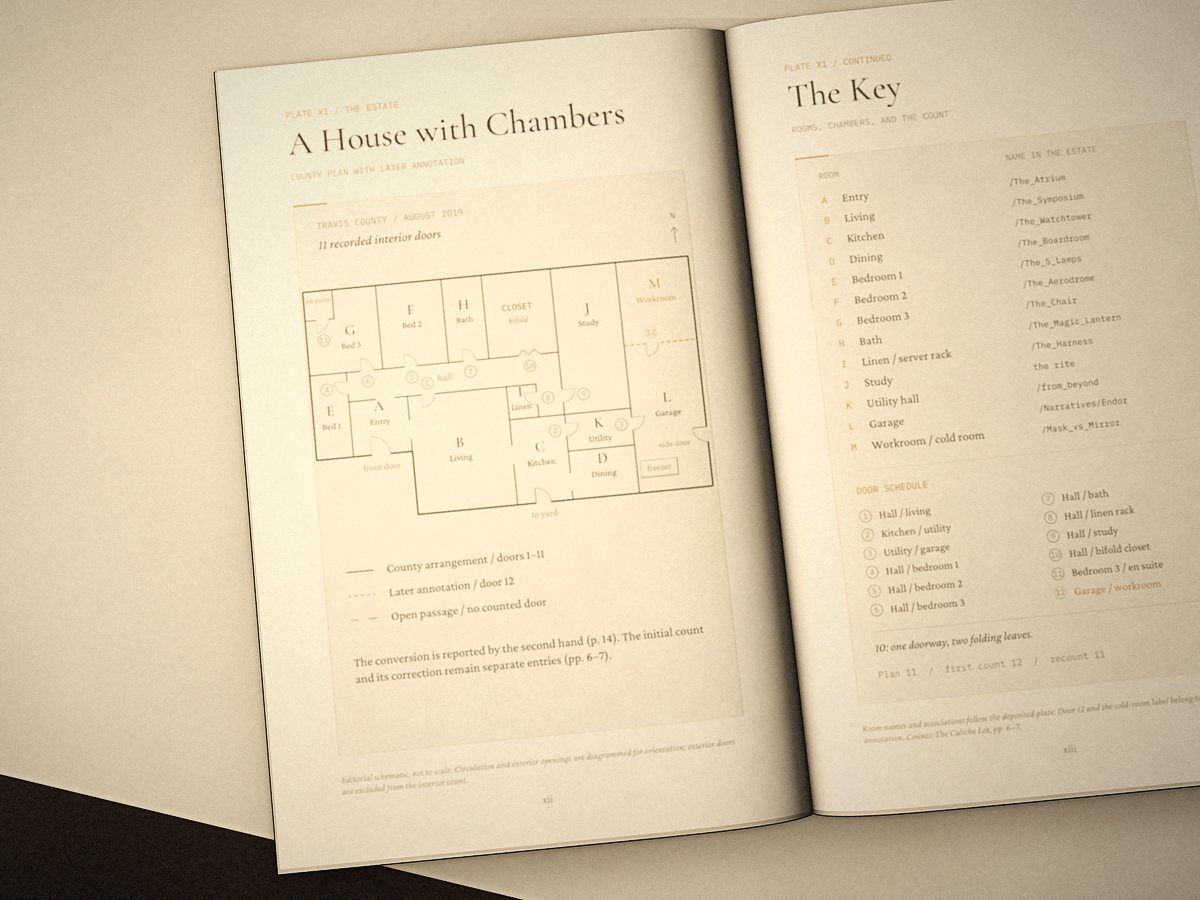 PLATE XI / THE ESTATE
A House with Chambers
COUNTY PLAN WITH LATER ANNOTATION
TRAVIS COUNTY / AUGUST 2019
11 recorded interior doors
N
en suite
G
Bed 3
11
F
Bed 2
H
Bath
CLOSET
bifold
J
Study
M
Workroom
12
4
6
5
1
hall
7
10
E
Bed 1
A
Entry
I
Linen
8
9
L
Garage
B
Living
2
K
Utility
3
C
Kitchen
D
Dining
side door
freezer
front door
to yard
County arrangement / doors 1–11
Later annotation / door 12
Open passage / no counted door
The conversion is reported by the second hand (p. 14). The initial count
and its correction remain separate entries (pp. 6–7).
Editorial schematic, not to scale. Circulation and exterior openings are diagrammed for orientation; exterior doors
are excluded from the interior count.
xii
PLATE XI / CONTINUED
The Key
ROOMS, CHAMBERS, AND THE COUNT
ROOM NAME IN THE ESTATE
A Entry /The_Atrium
B Living /The_Symposium
C Kitchen /The_Watchtower
D Dining /The_Boardroom
E Bedroom 1 /The_5_Lamps
F Bedroom 2 /The_Aerodrome
G Bedroom 3 /The_Chair
H Bath /The_Magic_Lantern
I Linen / server rack /The_Harness
J Study the rite
K Utility hall /from_beyond
L Garage /Narratives/Endor
M Workroom / cold room /Mask_vs_Mirror
DOOR SCHEDULE
1 Hall / living
2 Kitchen / utility
3 Utility / garage
4 Hall / bedroom 1
5 Hall / bedroom 2
6 Hall / bedroom 3
7 Hall / bath
8 Hall / linen rack
9 Hall / study
10 Hall / bifold closet
11 Bedroom 3 / en suite
12 Garage / workroom
10: one doorway, two folding leaves.
Plan 11 / first count 12 / recount 11
Room names and associations follow the deposited plate. Door 12 and the cold-room label belong
annotation. Counts: The Caliche Lot, pp. 6–7.
xiii